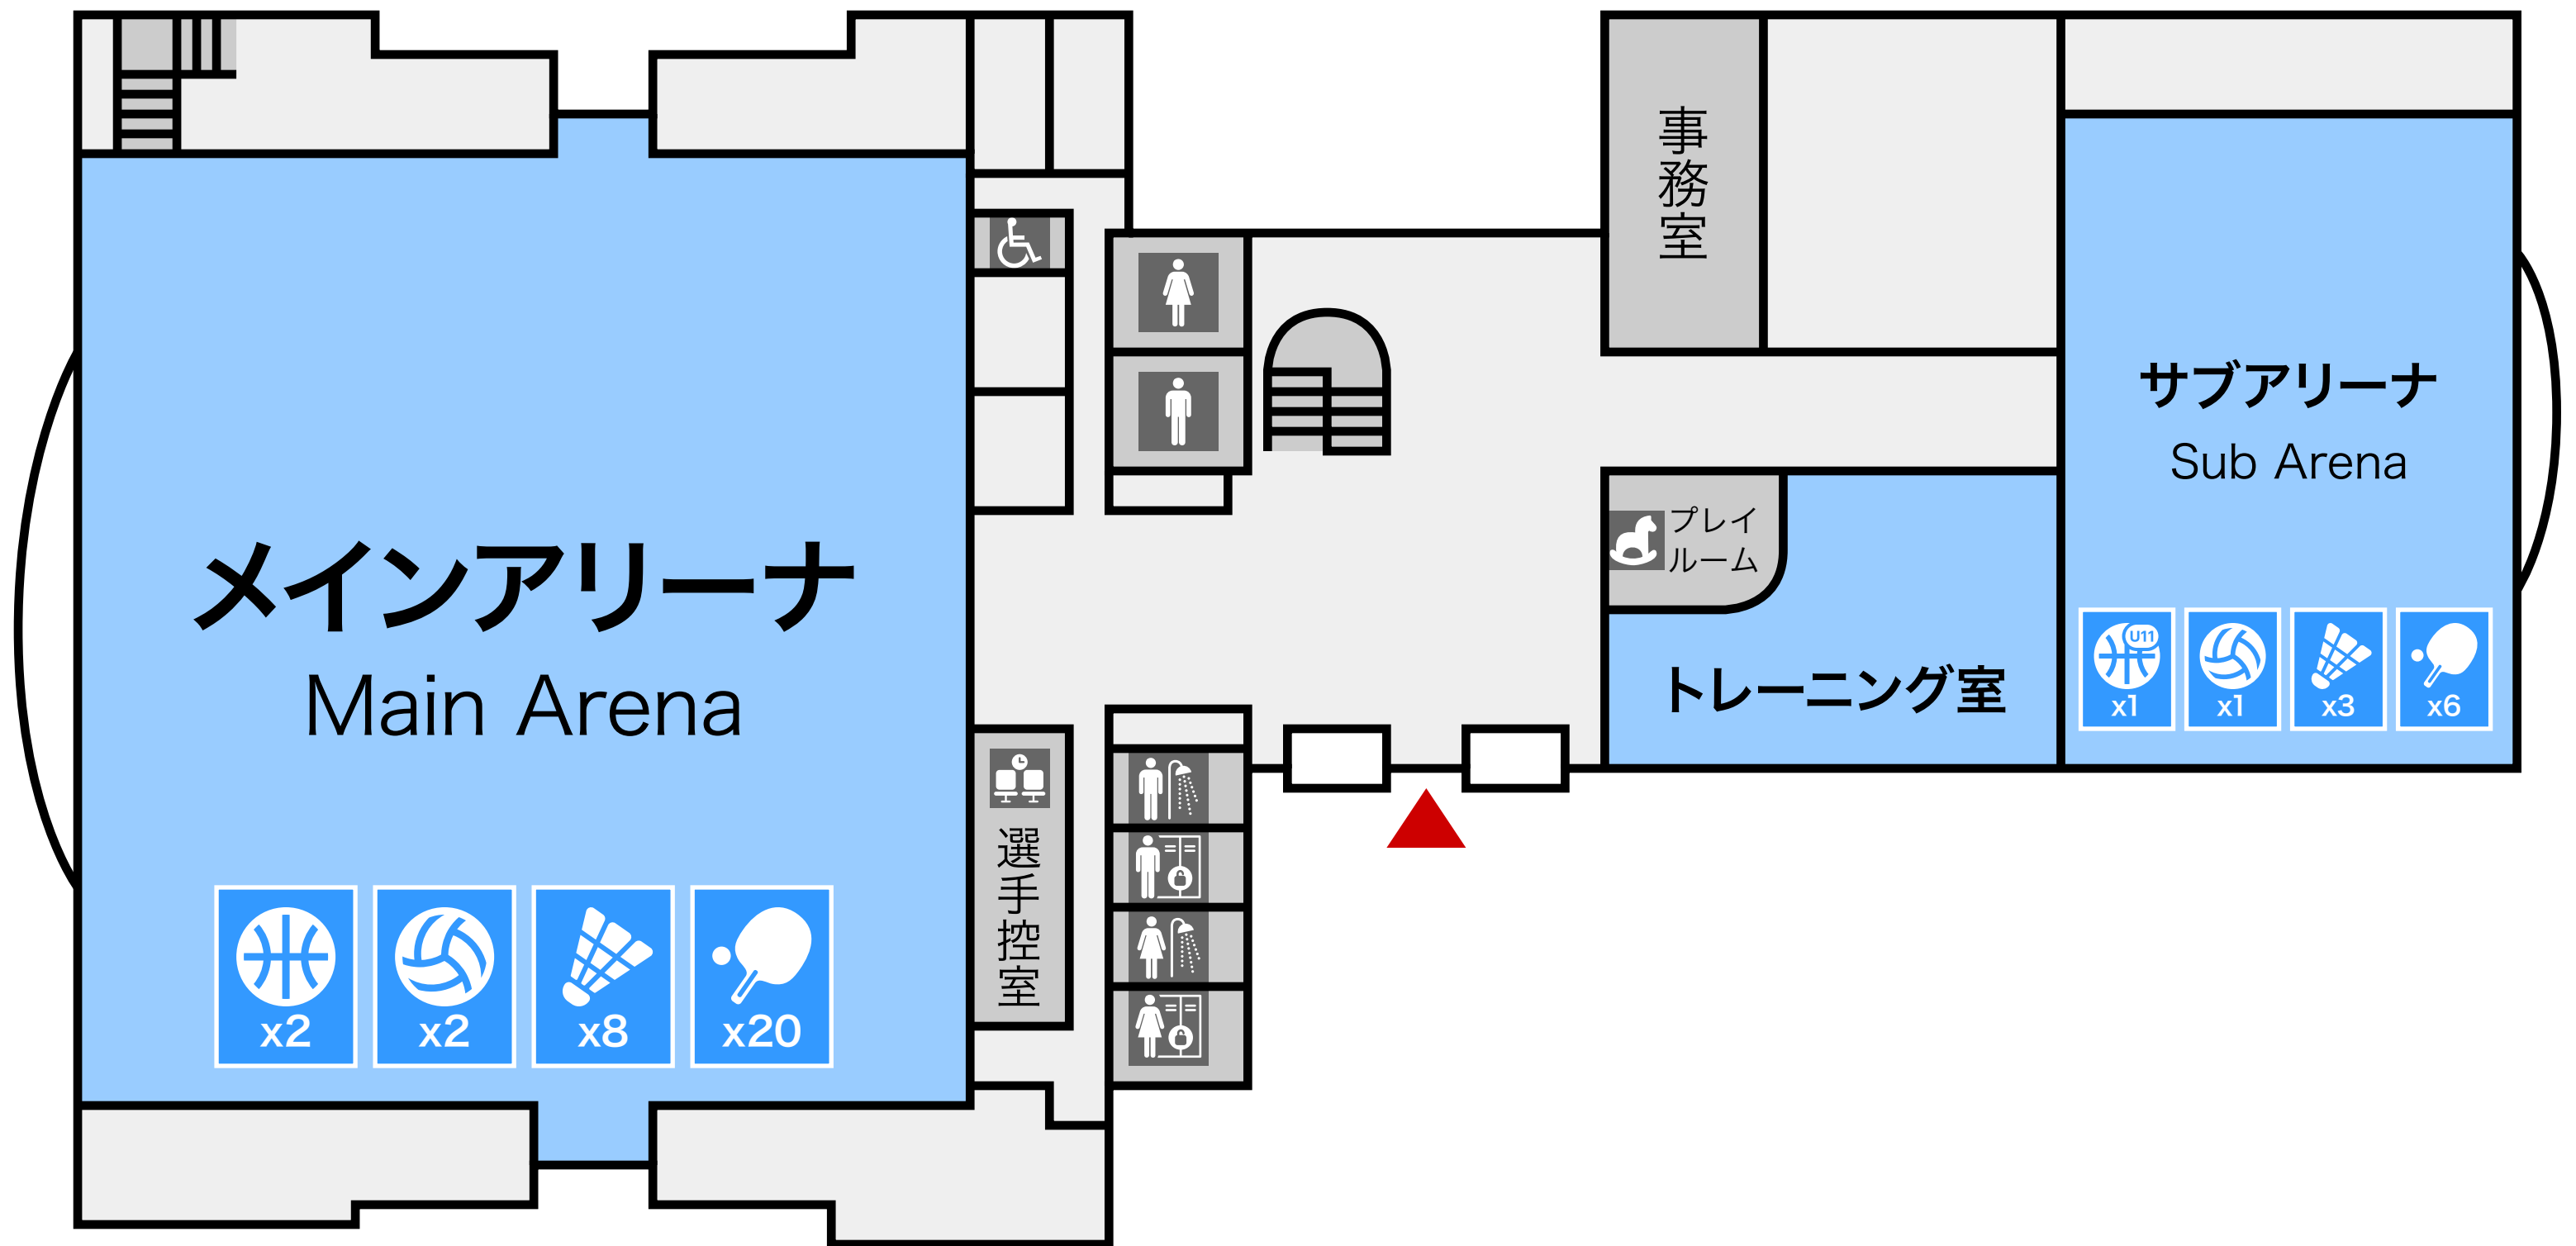 メインアリーナ
Main Arena
x2
x2
x8
x20
選手控室
事務室
プレイ
ルーム
トレーニング室
サブアリーナ
Sub Arena
U11
x1
x1
x3
x6